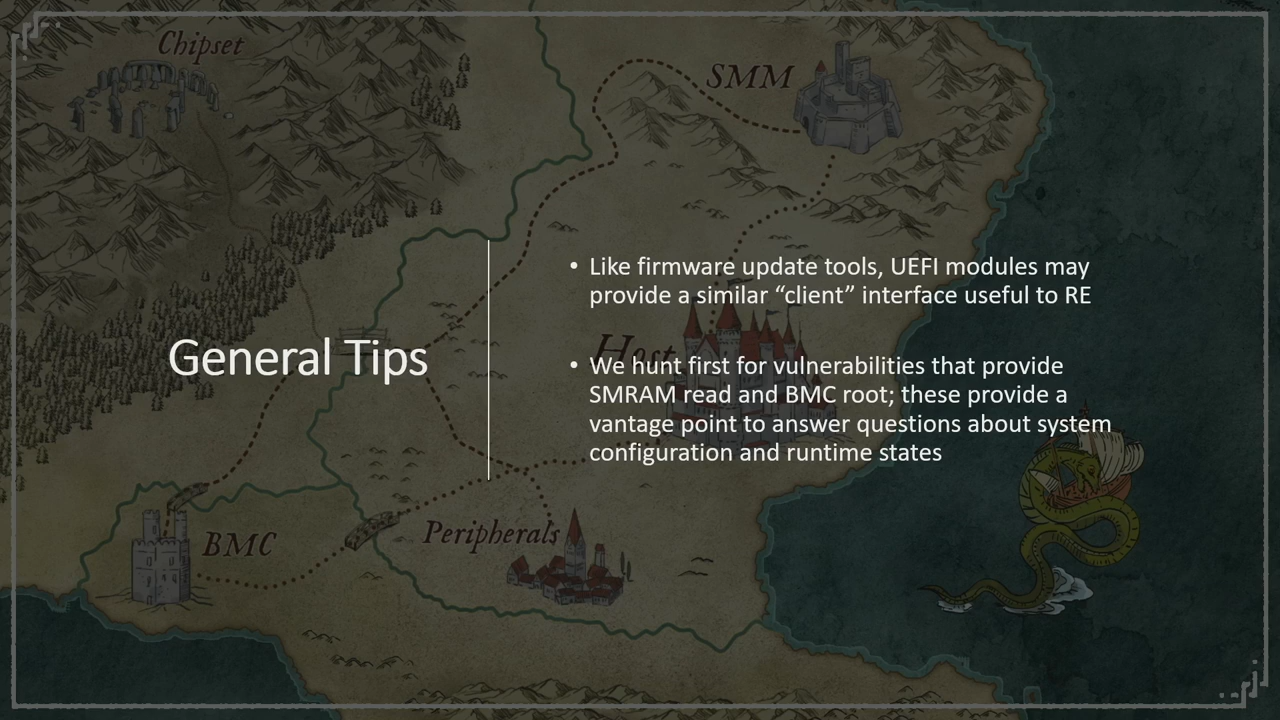 Chipset
SMM
General Tips
• Like firmware update tools, UEFI modules may
provide a similar “client” interface useful to RE
Host
• We hunt first for vulnerabilities that provide
SMRAM read and BMC root; these provide a
vantage point to answer questions about system
configuration and runtime states
BMC
Peripherals